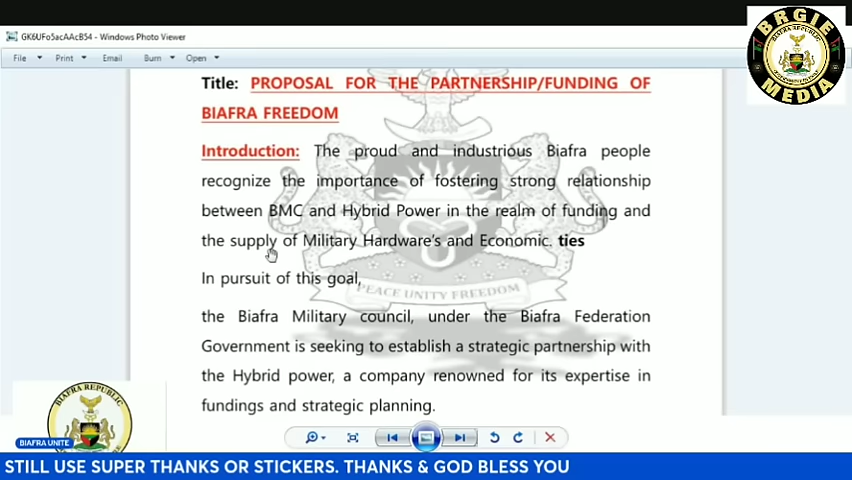 GK6UFo5acAAcB54 - Windows Photo Viewer
File Print Email Burn Open
BRGIE
BIAFRA REPUBLIC
MEDIA
Title: PROPOSAL FOR THE PARTNERSHIP/FUNDING OF
BIAFRA FREEDOM
Introduction: The proud and industrious Biafra people
recognize the importance of fostering strong relationship
between BMC and Hybrid Power in the realm of funding and
the supply of Military Hardware's and Economic. ties
PEACE UNITY FREEDOM
In pursuit of this goal,
the Biafra Military council, under the Biafra Federation
Government is seeking to establish a strategic partnership with
the Hybrid power, a company renowned for its expertise in
fundings and strategic planning.
BIAFRA REPUBLIC
BIAFRA UNITE
STILL USE SUPER THANKS OR STICKERS. THANKS & GOD BLESS YOU